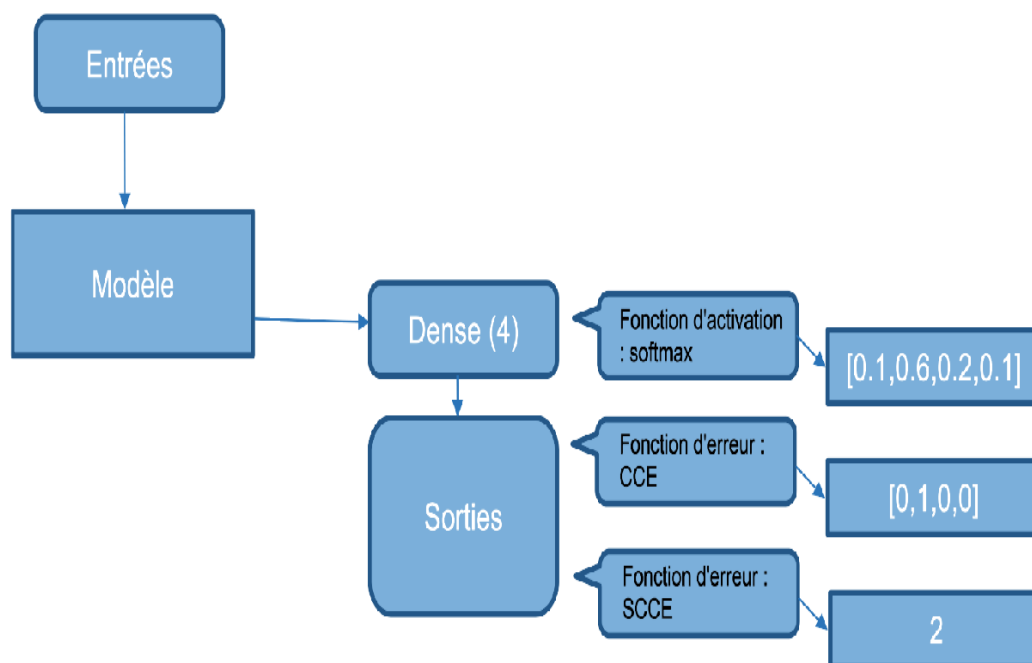 Entrées
Modèle
Dense (4)
Fonction d'activation
: softmax
[0.1,0.6,0.2,0.1]
Sorties
Fonction d'erreur :
CCE
[0,1,0,0]
Fonction d'erreur :
SCCE
2